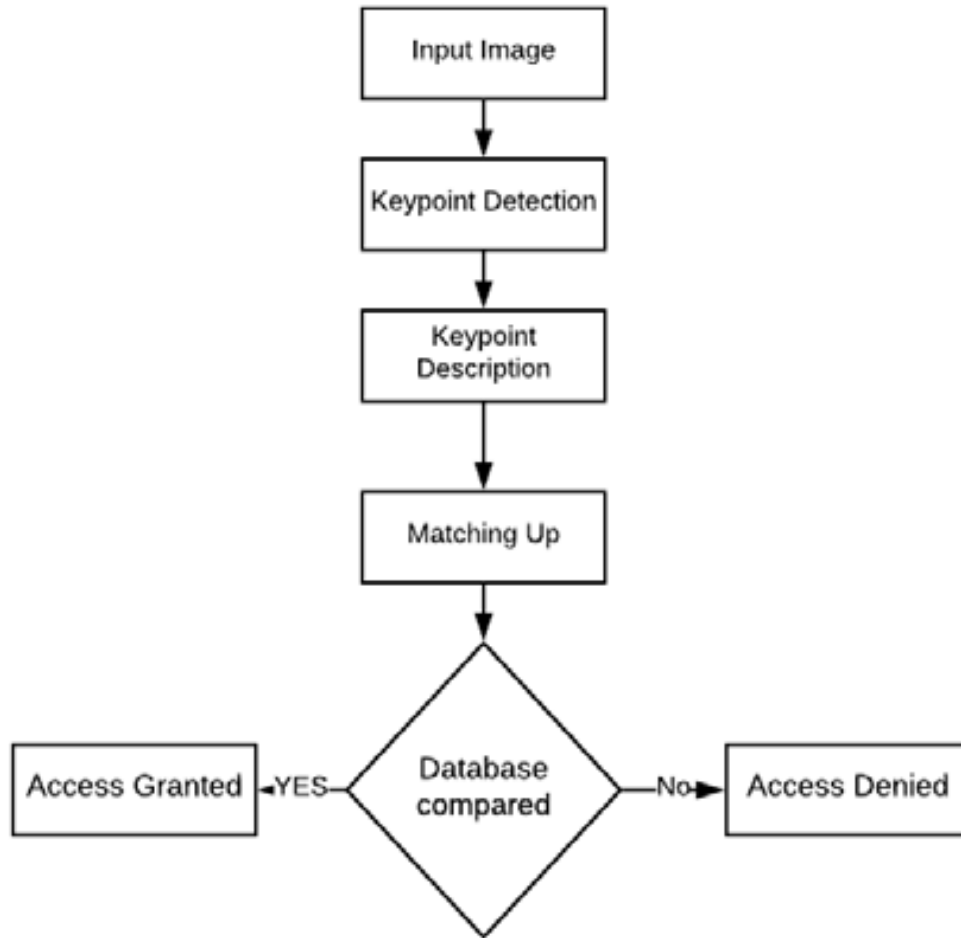 Input Image
Keypoint Detection
Keypoint
Description
Matching Up
Database
compared
Access Granted
YES
No
Access Denied